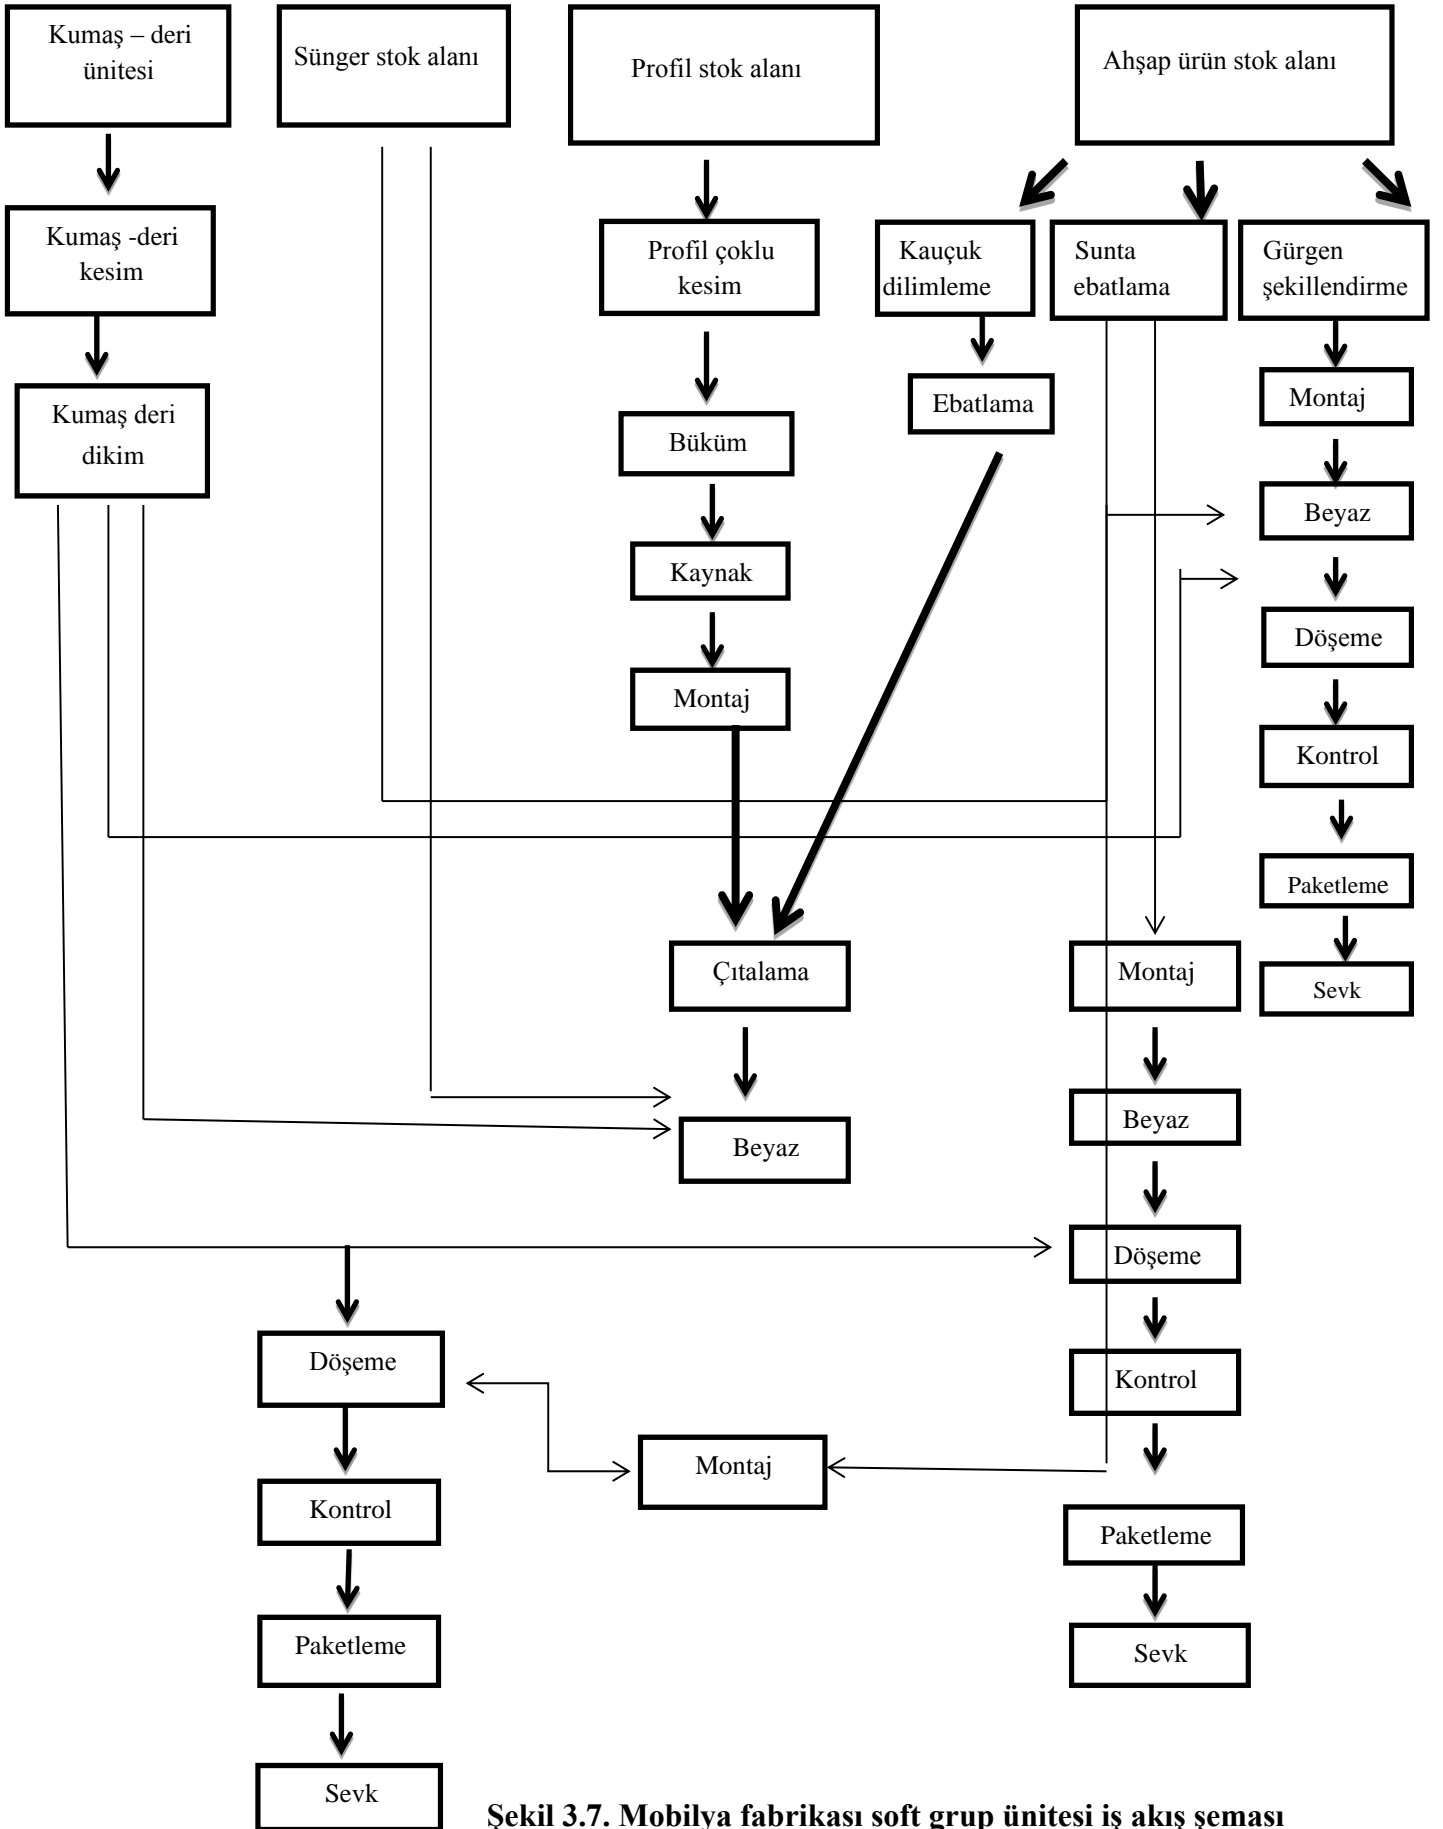 Kumaş – deri
ünitesi
Sünger stok alanı
Profil stok alanı
Ahşap ürün stok alanı
Kumaş -deri
kesim
Profil çoklu
kesim
Kauçuk
dilimleme
Sunta
ebatlama
Gürgen
şekillendirme
Kumaş deri
dikim
Büküm
Ebatlama
Montaj
Beyaz
Kaynak
Döşeme
Montaj
Kontrol
Paketleme
Çıtalama
Montaj
Sevk
Beyaz
Beyaz
Döşeme
Döşeme
Kontrol
Montaj
Kontrol
Paketleme
Paketleme
Sevk
Sevk
Şekil 3.7. Mobilya fabrikası soft grup ünitesi iş akış şeması